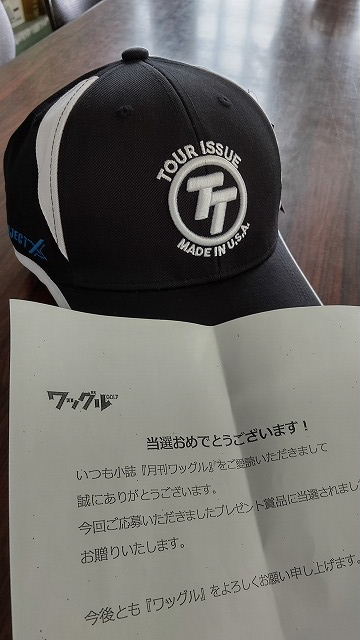 TOUR ISSUE
TT
MADE IN U.S.A.
JECT X
ワッグル GOLF
当選おめでとうございます！
いつも小誌『月刊ワッグル』をご愛読いただきまして
誠にありがとうございます。
今回ご応募いただきましたプレゼント賞品に当選されまし
お贈りいたします。
今後とも『ワッグル』をよろしくお願い申し上げます。